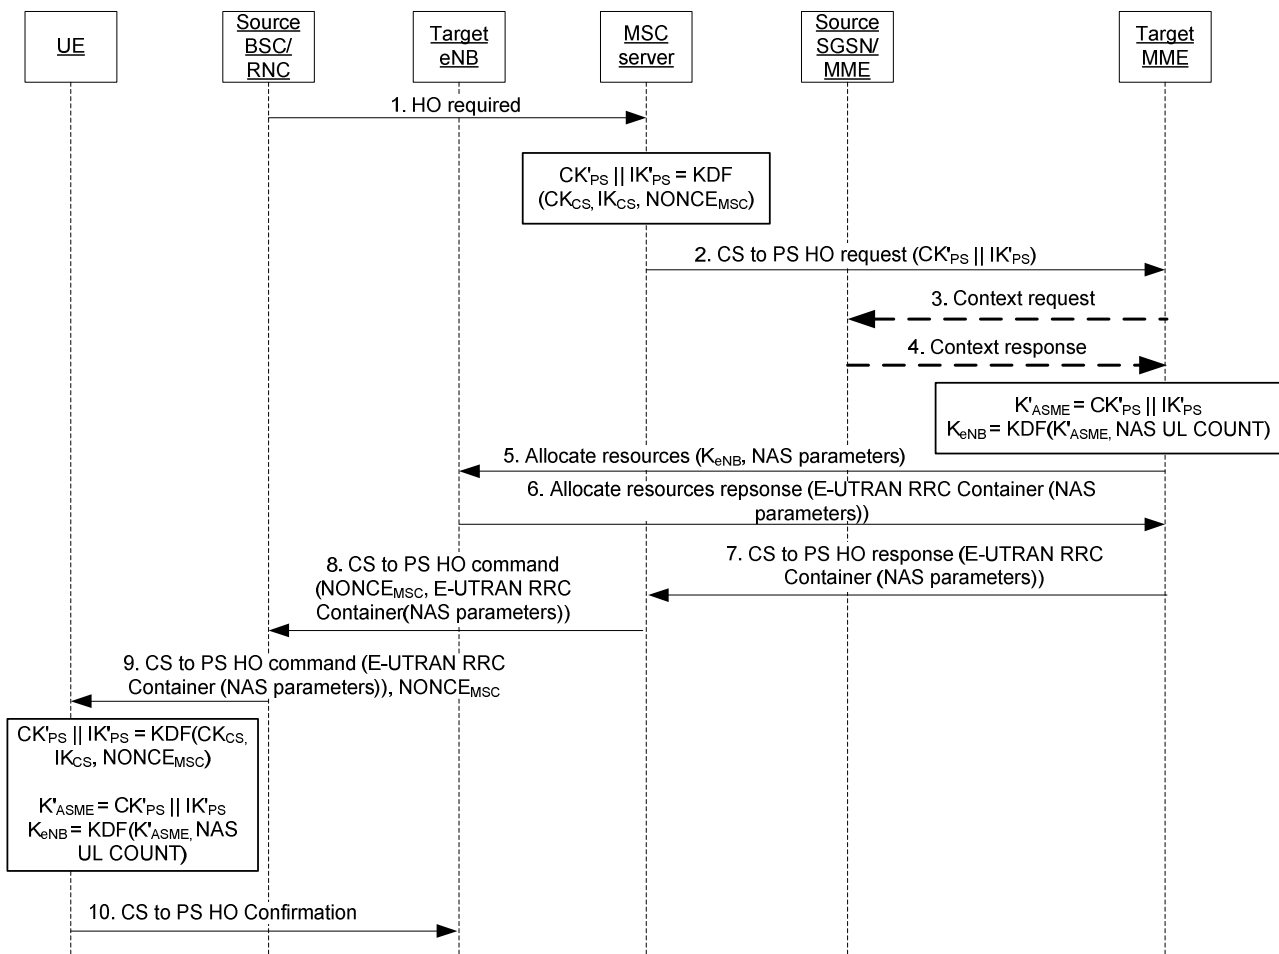 UE
Source
BSC/
RNC
Target
eNB
MSC
server
Source
SGSN/
MME
Target
MME
1. HO required
CK'PS || IK'PS = KDF
(CKCS, IKCS, NONCEMSC)
2. CS to PS HO request (CK'PS || IK'PS)
3. Context request
4. Context response
K'ASME = CK'PS || IK'PS
KeNB = KDF(K'ASME, NAS UL COUNT)
5. Allocate resources (KeNB, NAS parameters)
6. Allocate resources repsonse (E-UTRAN RRC Container (NAS
parameters))
7. CS to PS HO response (E-UTRAN RRC
Container (NAS parameters))
8. CS to PS HO command
(NONCEMSC, E-UTRAN RRC
Container(NAS parameters))
9. CS to PS HO command (E-UTRAN RRC
Container (NAS parameters)), NONCEMSC
CK'PS || IK'PS = KDF(CKCS,
IKCS, NONCEMSC)
K'ASME = CK'PS || IK'PS
KeNB = KDF(K'ASME, NAS
UL COUNT)
10. CS to PS HO Confirmation